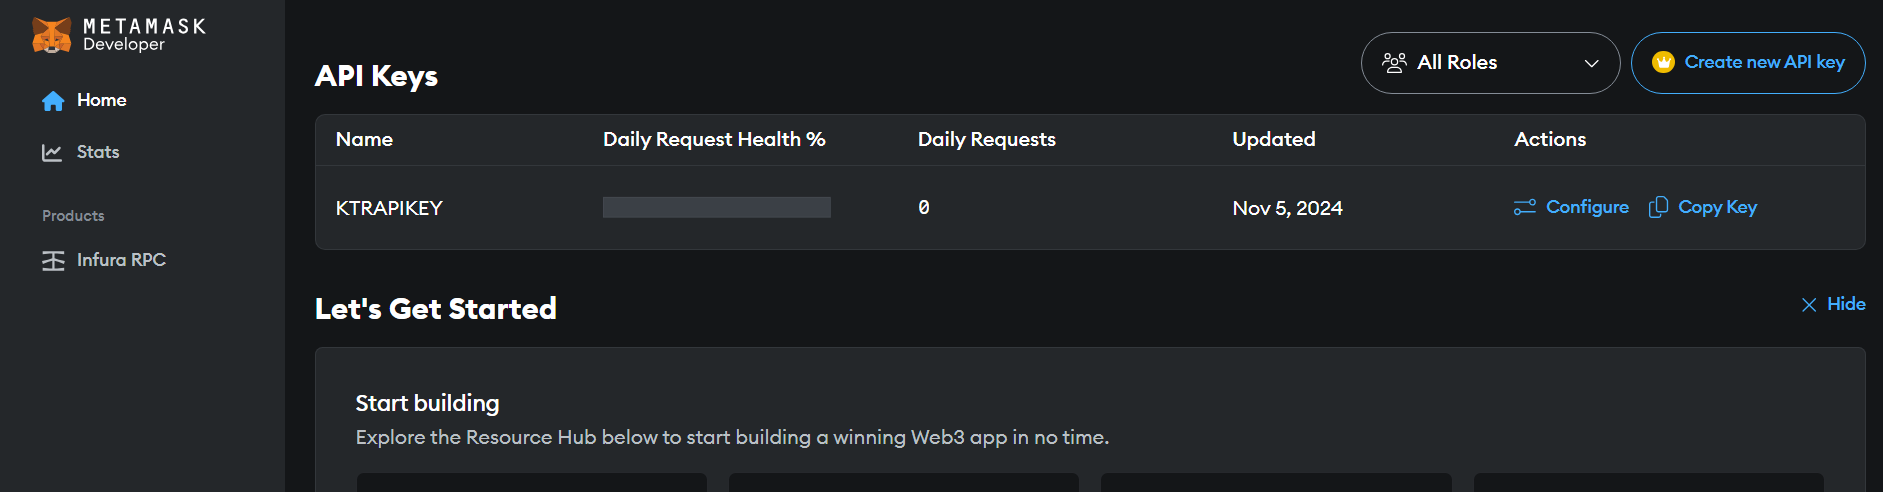 METAMASK
Developer
Home
Stats
Products
Infura RPC
API Keys
All Roles
Create new API key
Name Daily Request Health % Daily Requests Updated Actions
KTRAPIKEY 0 Nov 5, 2024 Configure Copy Key
Let's Get Started
Hide
Start building
Explore the Resource Hub below to start building a winning Web3 app in no time.